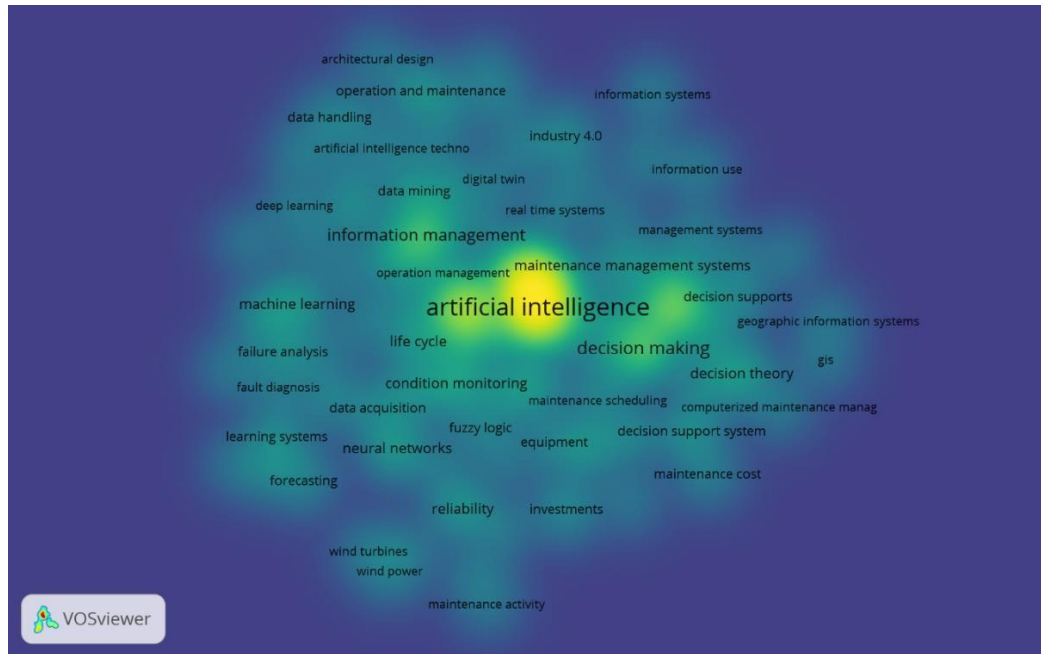 architectural design
operation and maintenance
information systems
data handling
industry 4.0
artificial intelligence techno
information use
digital twin
data mining
deep learning
real time systems
information management
management systems
maintenance management systems
operation management
decision supports
machine learning
artificial intelligence
geographic information systems
life cycle
decision making
failure analysis
gis
decision theory
condition monitoring
fault diagnosis
maintenance scheduling
data acquisition
computerized maintenance manag
fuzzy logic
decision support system
learning systems
equipment
neural networks
maintenance cost
forecasting
reliability
investments
wind turbines
wind power
maintenance activity
VOSviewer